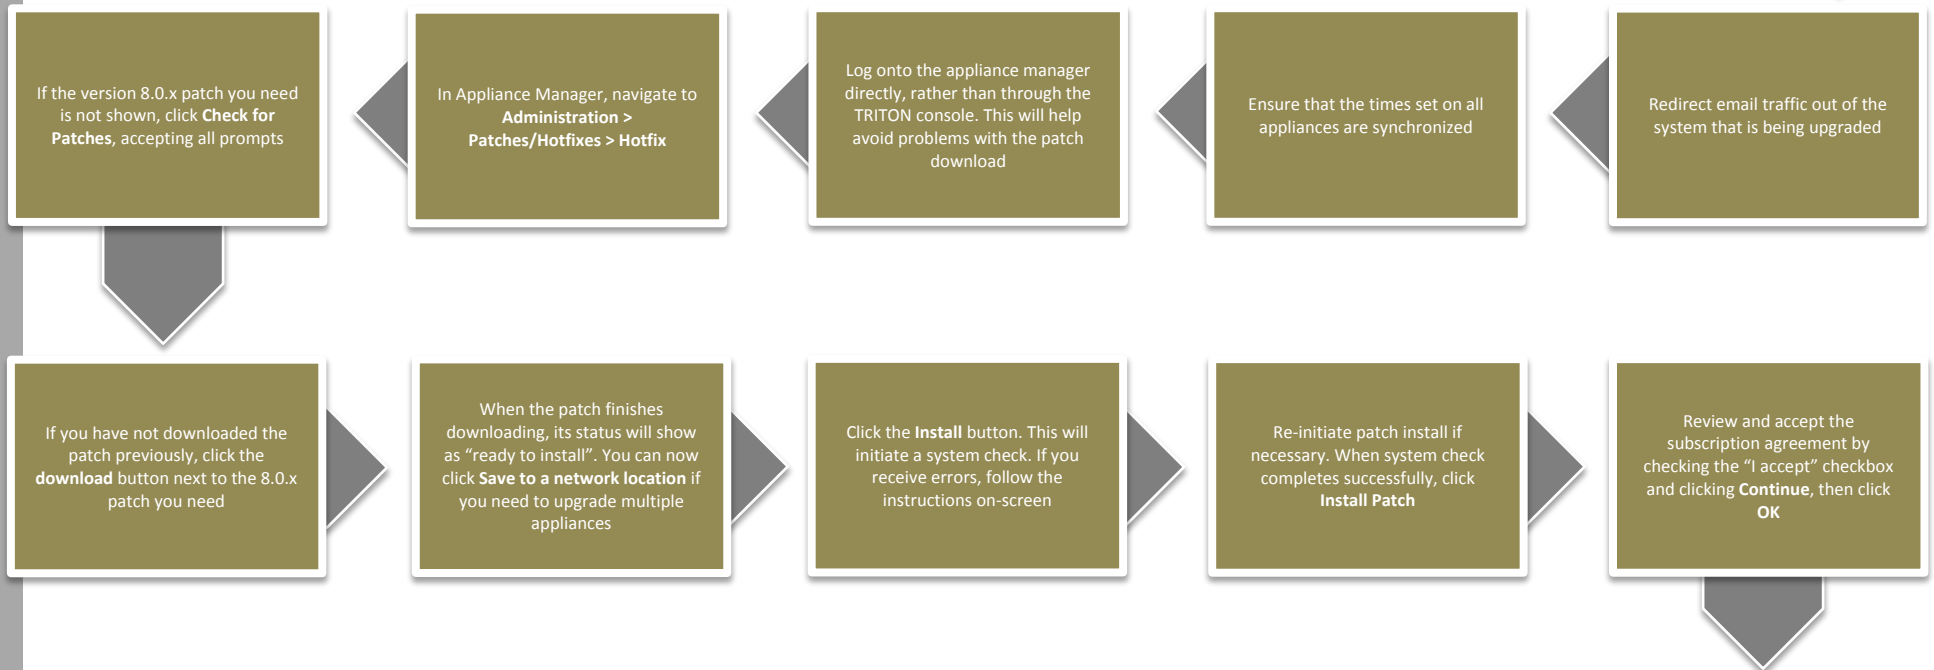 Redirect email traffic out of the
system that is being upgraded
Ensure that the times set on all
appliances are synchronized
Log onto the appliance manager
directly, rather than through the
TRITON console. This will help
avoid problems with the patch
download
In Appliance Manager, navigate to
Administration >
Patches/Hotfixes > Hotfix
If the version 8.0.x patch you need
is not shown, click Check for
Patches, accepting all prompts
If you have not downloaded the
patch previously, click the
download button next to the 8.0.x
patch you need
When the patch finishes
downloading, its status will show
as “ready to install”. You can now
click Save to a network location if
you need to upgrade multiple
appliances
Click the Install button. This will
initiate a system check. If you
receive errors, follow the
instructions on-screen
Re-initiate patch install if
necessary. When system check
completes successfully, click
Install Patch
Review and accept the
subscription agreement by
checking the “I accept” checkbox
and clicking Continue, then click
OK